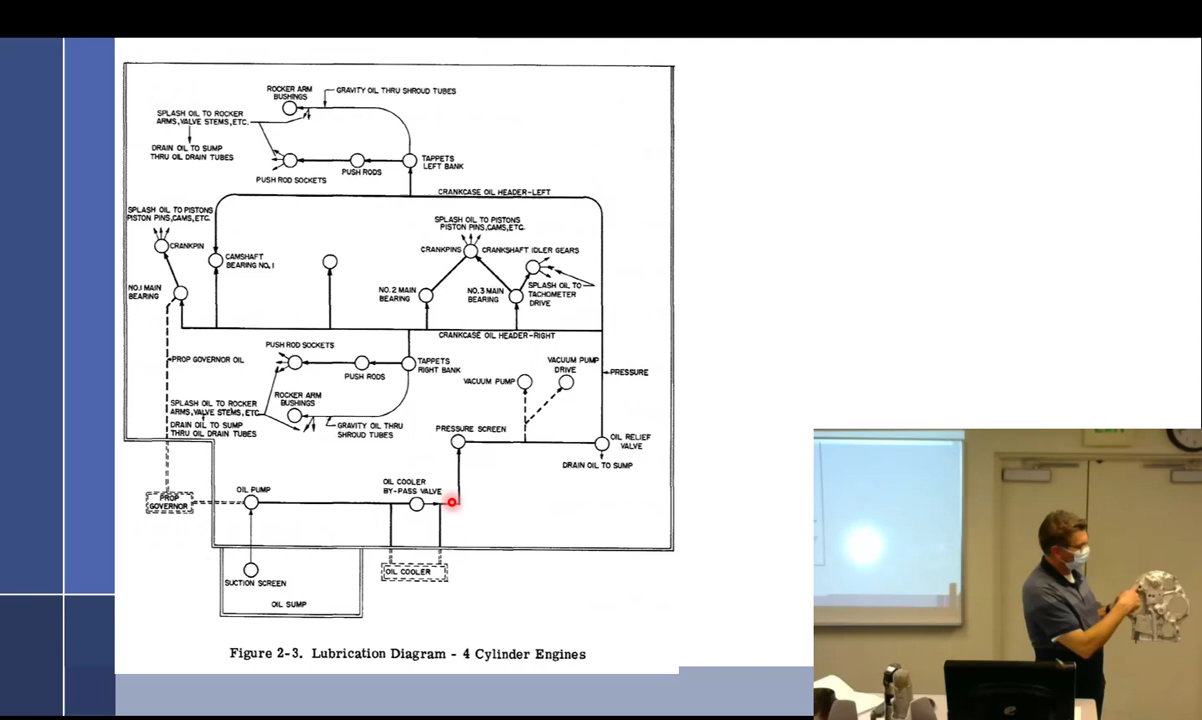 ROCKER ARM
BUSHINGS
GRAVITY OIL THRU SHROUD TUBES
SPLASH OIL TO ROCKER
ARMS, VALVE STEMS, ETC.
DRAIN OIL TO SUMP
THRU OIL DRAIN TUBES
PUSH ROD SOCKETS
PUSH RODS
TAPPETS
LEFT BANK
CRANKCASE OIL HEADER-LEFT
SPLASH OIL TO PISTONS
PISTON PINS, CAMS, ETC.
CRANKPIN
CAMSHAFT
BEARING NO. 1
SPLASH OIL TO PISTONS
PISTON PINS, CAMS, ETC.
CRANKPINS
CRANKSHAFT IDLER GEARS
NO. 1 MAIN
BEARING
NO. 2 MAIN
BEARING
NO. 3 MAIN
BEARING
SPLASH OIL TO
TACHOMETER
DRIVE
CRANKCASE OIL HEADER-RIGHT
PUSH ROD SOCKETS
PROP GOVERNOR OIL
PUSH RODS
TAPPETS
RIGHT BANK
VACUUM PUMP
VACUUM PUMP
DRIVE
PRESSURE
ROCKER ARM
BUSHINGS
SPLASH OIL TO ROCKER
ARMS, VALVE STEMS, ETC.
DRAIN OIL TO SUMP
THRU OIL DRAIN TUBES
GRAVITY OIL THRU
SHROUD TUBES
PRESSURE SCREEN
OIL RELIEF
VALVE
DRAIN OIL TO SUMP
PROP
GOVERNOR
OIL PUMP
OIL COOLER
BY-PASS VALVE
OIL COOLER
SUCTION SCREEN
OIL SUMP
Figure 2-3. Lubrication Diagram - 4 Cylinder Engines